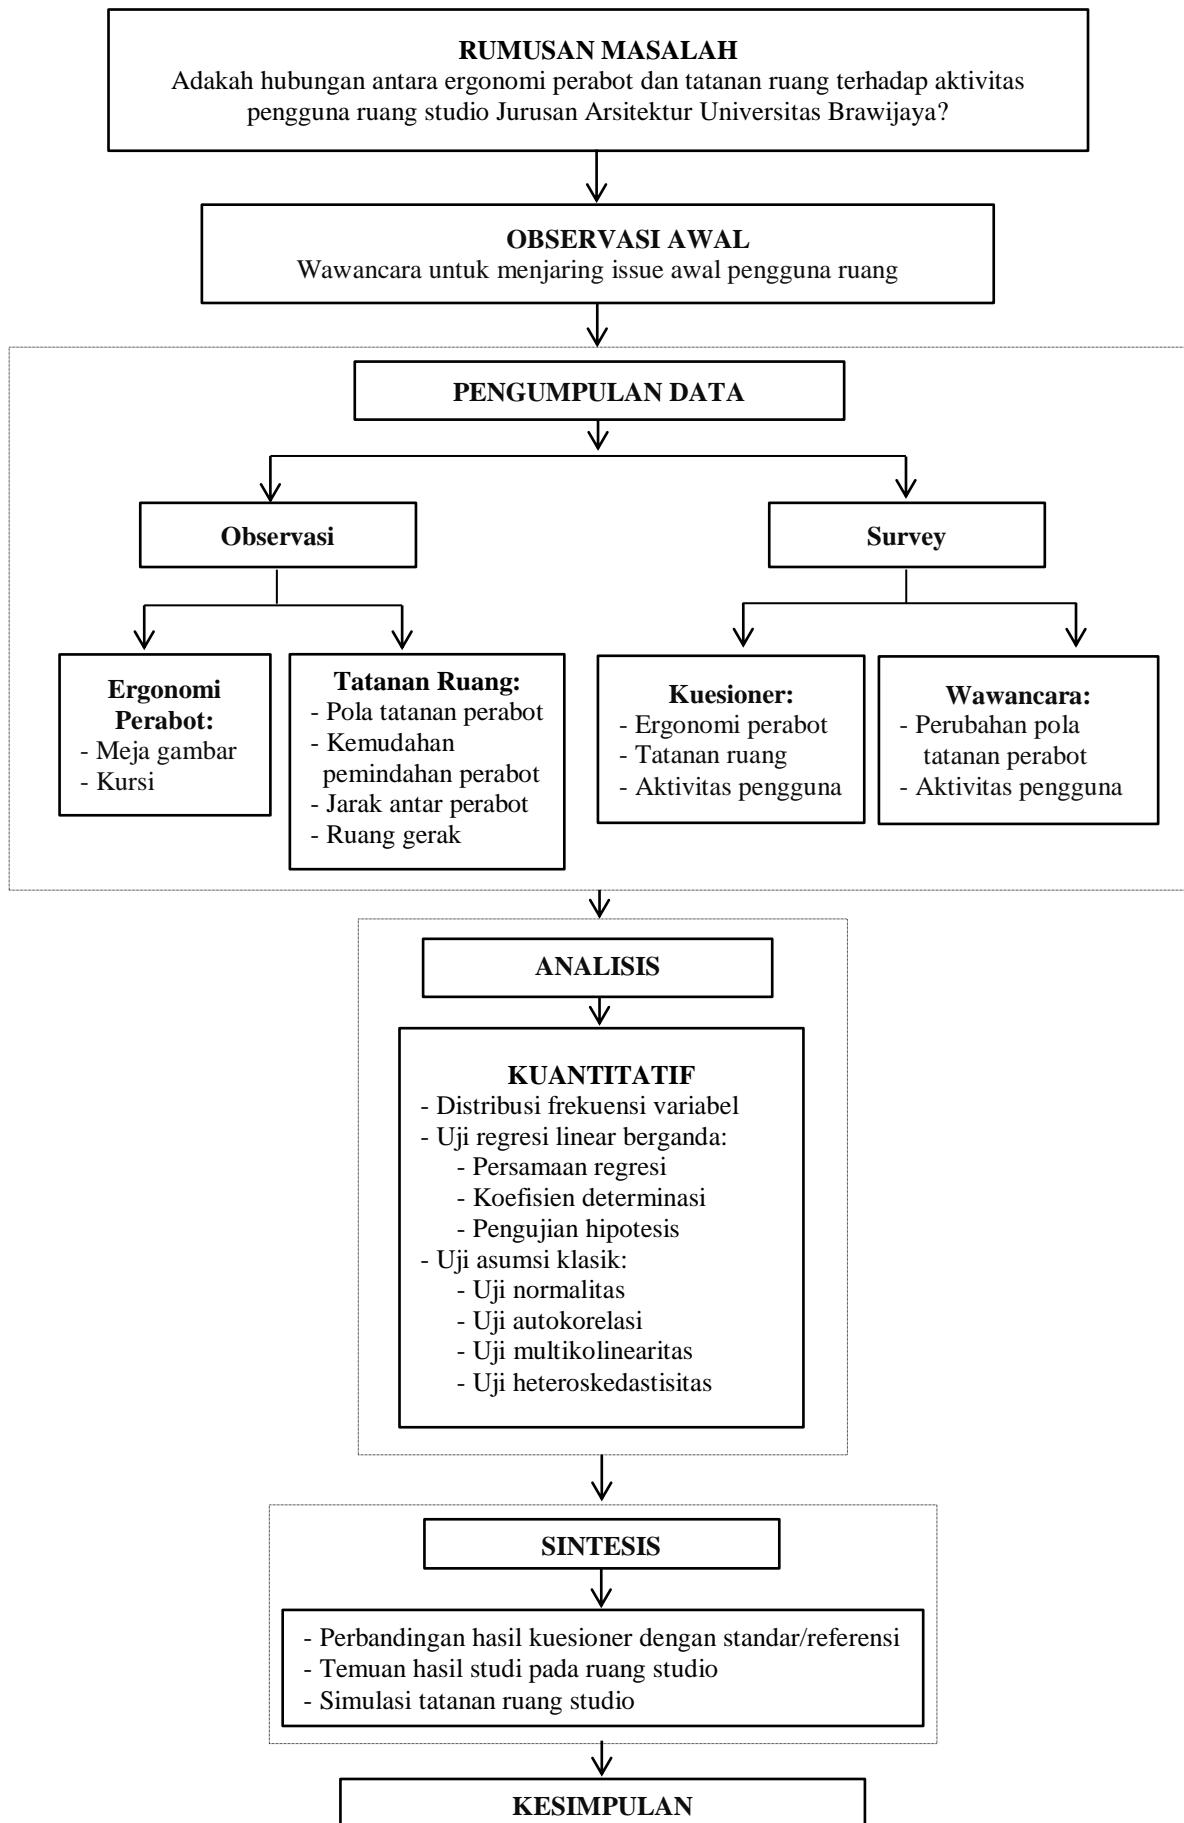 RUMUSAN MASALAH
Adakah hubungan antara ergonomi perabot dan tatanan ruang terhadap aktivitas
pengguna ruang studio Jurusan Arsitektur Universitas Brawijaya?
OBSERVASI AWAL
Wawancara untuk menjaring issue awal pengguna ruang
PENGUMPULAN DATA
Observasi
Survey
Ergonomi
Perabot:
- Meja gambar
- Kursi
Tatanan Ruang:
- Pola tatanan perabot
- Kemudahan
pemindahan perabot
- Jarak antar perabot
- Ruang gerak
Kuesioner:
- Ergonomi perabot
- Tatanan ruang
- Aktivitas pengguna
Wawancara:
- Perubahan pola
tatanan perabot
- Aktivitas pengguna
ANALISIS
KUANTITATIF
- Distribusi frekuensi variabel
- Uji regresi linear berganda:
- Persamaan regresi
- Koefisien determinasi
- Pengujian hipotesis
- Uji asumsi klasik:
- Uji normalitas
- Uji autokorelasi
- Uji multikolinearitas
- Uji heteroskedastisitas
SINTESIS
- Perbandingan hasil kuesioner dengan standar/referensi
- Temuan hasil studi pada ruang studio
- Simulasi tatanan ruang studio
KESIMPULAN